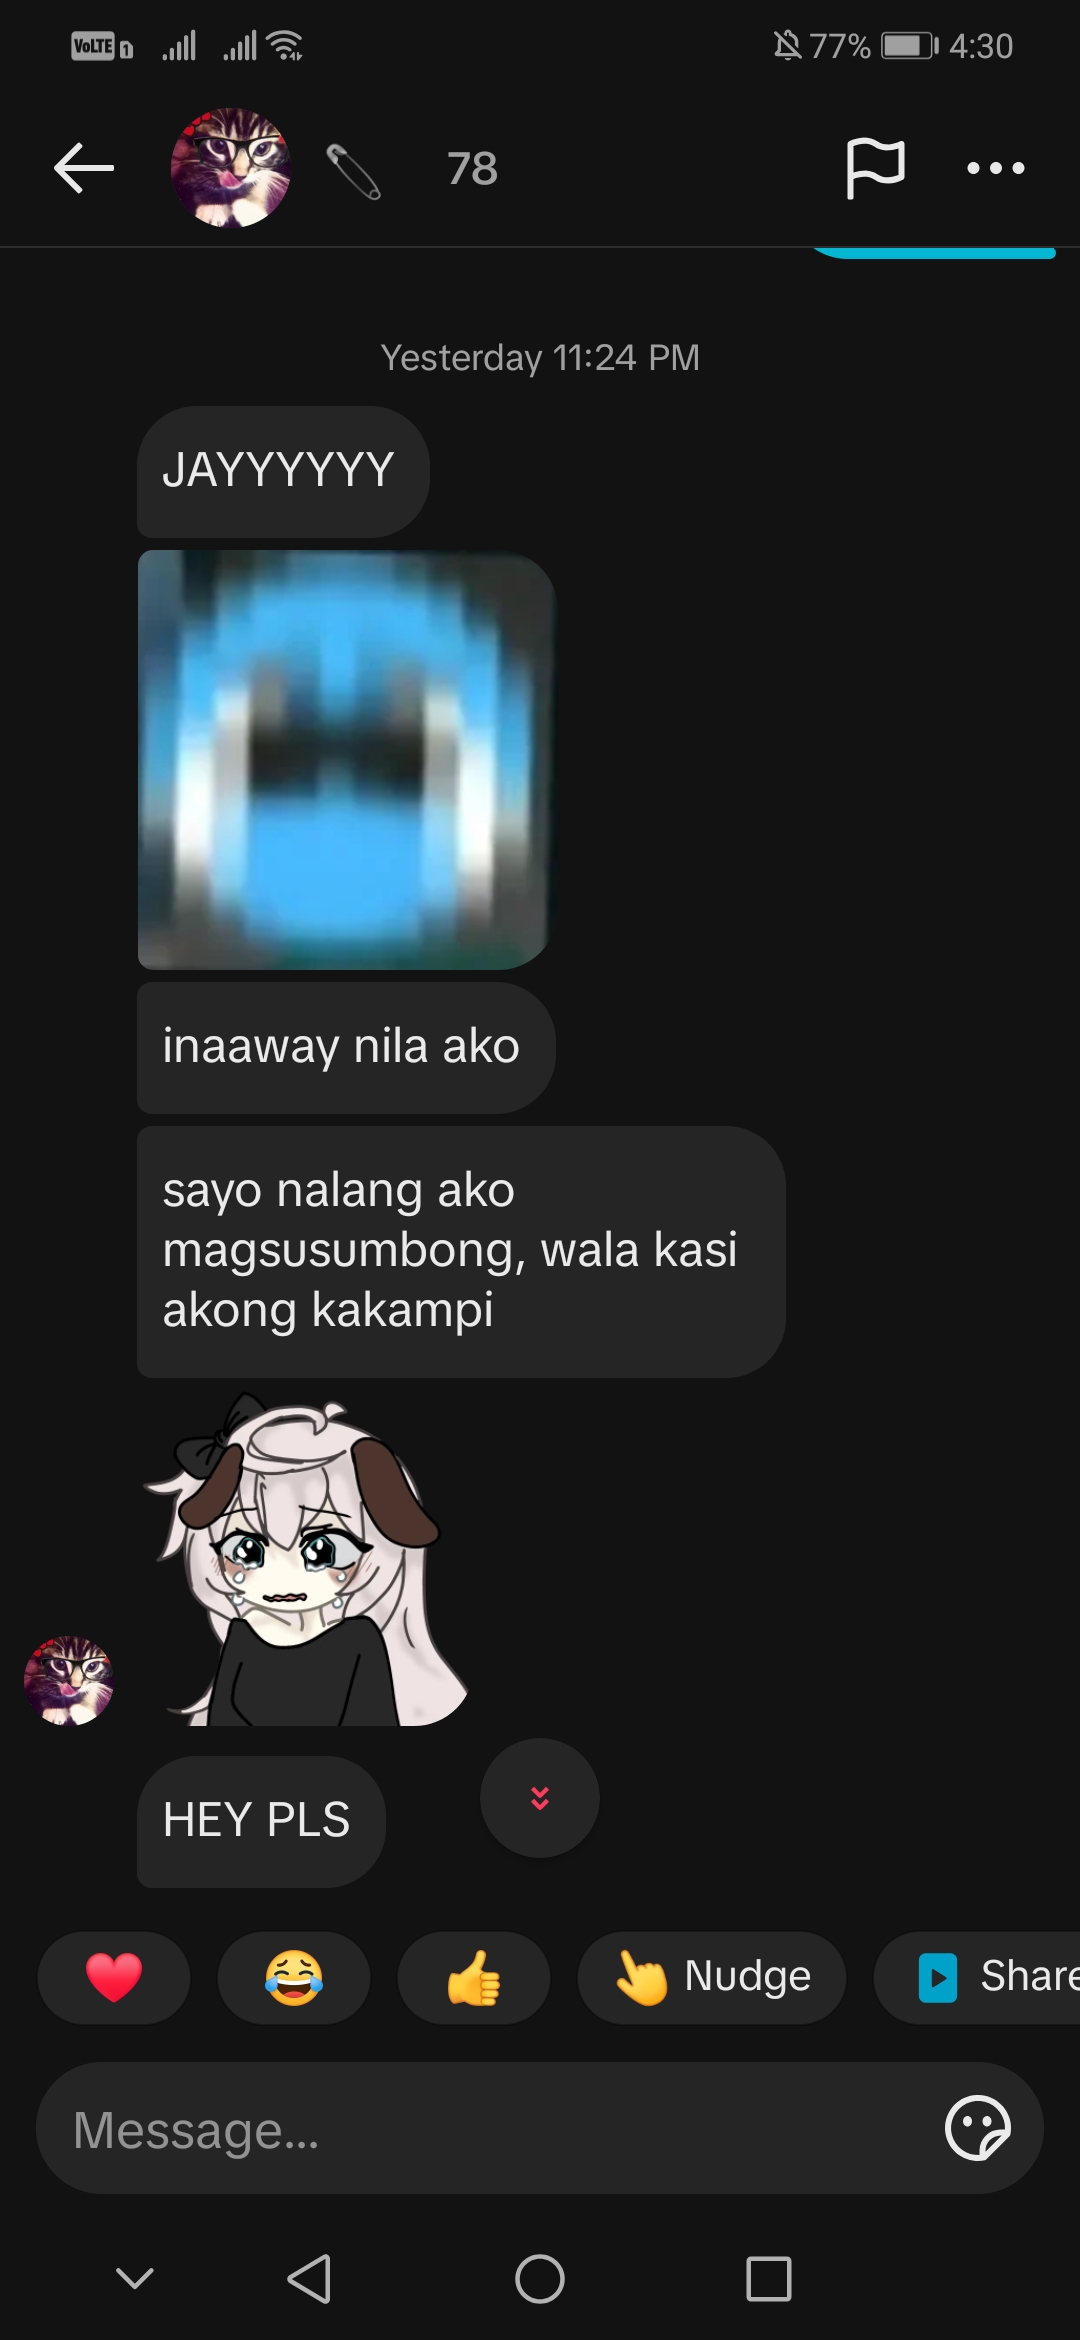 VoLTE 1
77% 4:30
78
Yesterday 11:24 PM
JAYYYYYY
inaaway nila ako
sayo nalang ako
magsusumbong, wala kasi
akong kakampi
HEY PLS
Nudge
Share
Message...